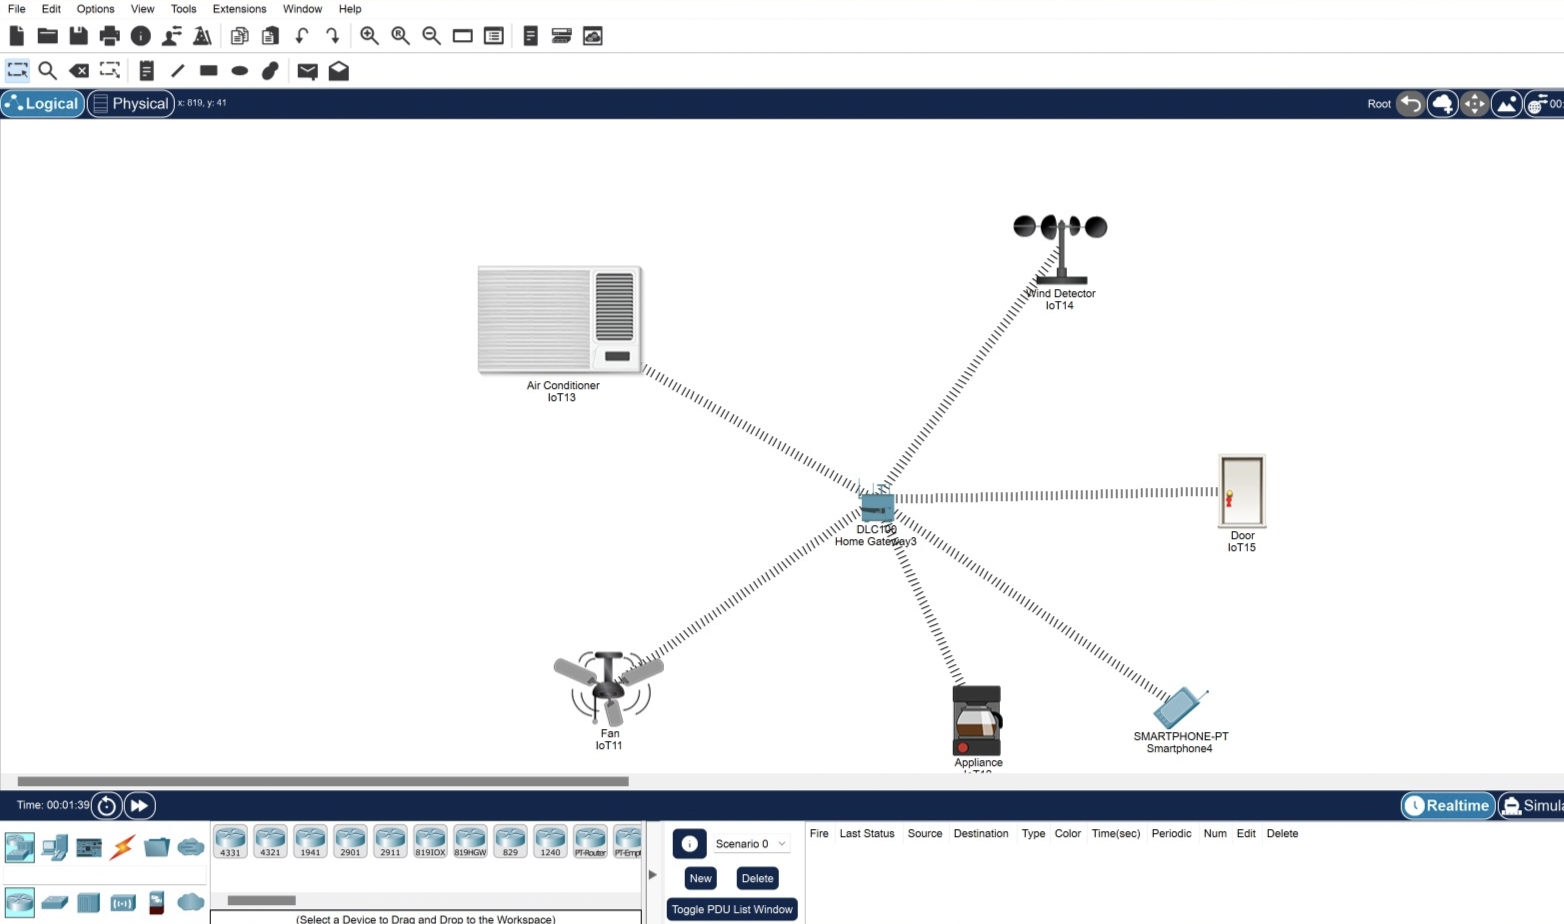 File Edit Options View Tools Extensions Window Help
Logical Physical x: 819, y: 41 Root 00:
Wind Detector
IoT14
Air Conditioner
IoT13
DLC100
Home Gateway3
Door
IoT15
Fan
IoT11
SMARTPHONE-PT
Smartphone4
Appliance
Time: 00:01:39 Realtime Simula
Fire Last Status Source Destination Type Color Time(sec) Periodic Num Edit Delete
Scenario 0
4331 4321 1941 2901 2911 819IOX 819HGW 829 1240 PT-Router PT-Empt
New Delete
Toggle PDU List Window
(Select a Device to Drag and Drop to the Workspace)